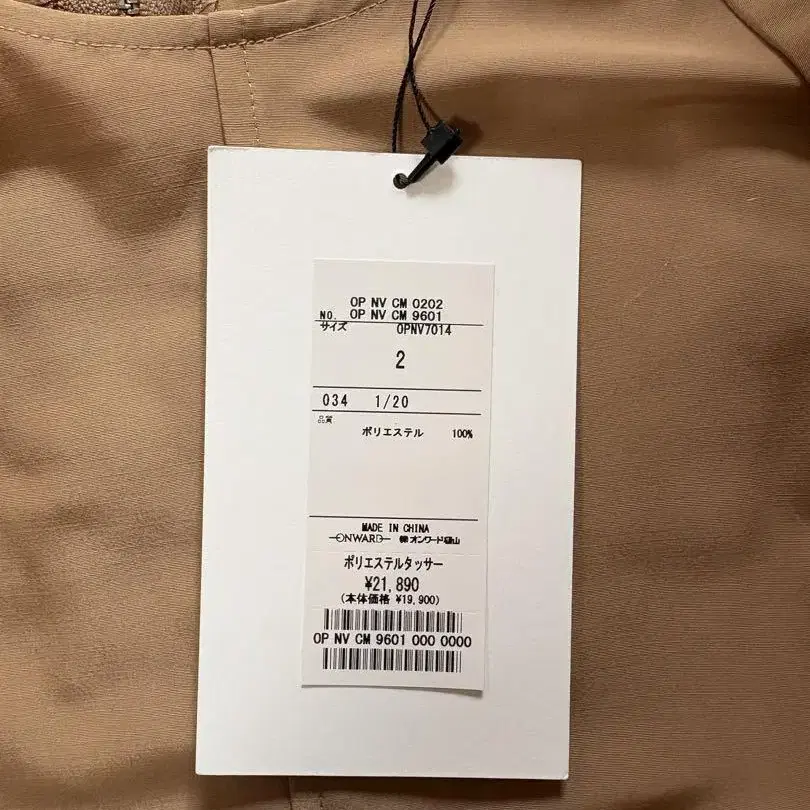 OP NV CM 0202
NO. OP NV CM 9601
サイズ OPNV7014
2
034 1/20
品質
ポリエステル 100%
MADE IN CHINA
ONWARD ㈱オンワード樫山
ポリエステルタッサー
¥21,890
(本体価格 ¥19,900)
OP NV CM 9601 000 0000